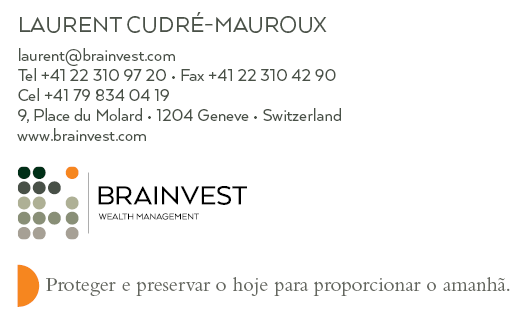 LAURENT CUDRÉ-MAUROUX
laurent@brainvest.com
Tel +41 22 310 97 20 • Fax +41 22 310 42 90
Cel +41 79 834 04 19
9, Place du Molard • 1204 Geneve • Switzerland
www.brainvest.com
BRAINVEST
WEALTH MANAGEMENT
Proteger e preservar o hoje para proporcionar o amanhã.